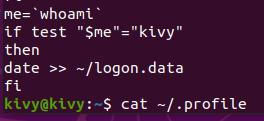 me=`whoami`
if test "$me"="kivy"
then
date >> ~/logon.data
fi
kivy@kivy:~$ cat ~/.profile